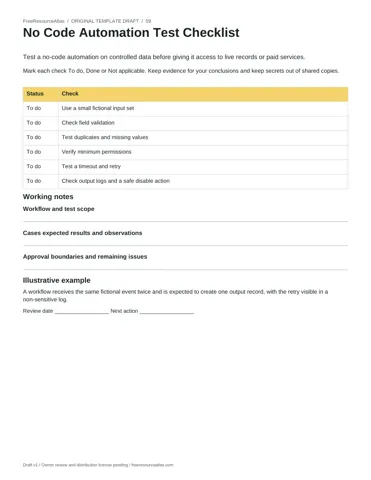 FreeResourceAtlas / ORIGINAL TEMPLATE DRAFT / 59
No Code Automation Test Checklist
Test a no-code automation on controlled data before giving it access to live records or paid services.
Mark each check To do, Done or Not applicable. Keep evidence for your conclusions and keep secrets out of shared copies.
Status Check
To do Use a small fictional input set
To do Check field validation
To do Test duplicates and missing values
To do Verify minimum permissions
To do Test a timeout and retry
To do Check output logs and a safe disable action
Working notes
Workflow and test scope
Cases expected results and observations
Approval boundaries and remaining issues
Illustrative example
A workflow receives the same fictional event twice and is expected to create one output record, with the retry visible in a
non-sensitive log.
Review date ___________________ Next action ___________________
Draft v1 / Owner review and distribution license pending / freeresourceatlas.com